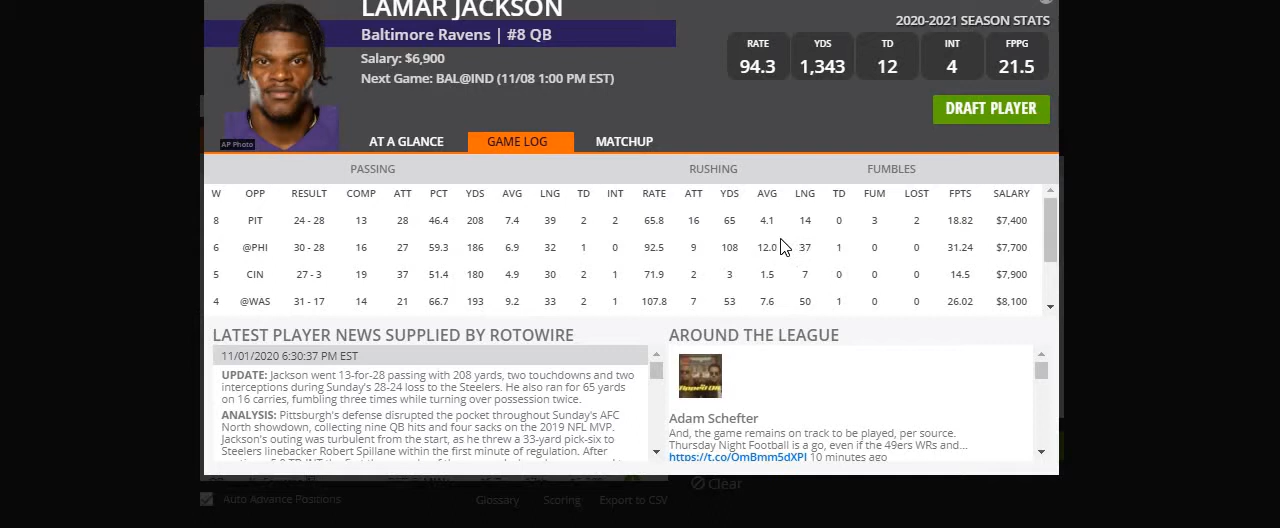 LAMAR JACKSON
Baltimore Ravens | #8 QB
Salary: $6,900
Next Game: BAL@IND (11/08 1:00 PM EST)
2020-2021 SEASON STATS
RATE YDS TD INT FPPG
94.3 1,343 12 4 21.5
DRAFT PLAYER
AP Photo
AT A GLANCE GAME LOG MATCHUP
PASSING RUSHING FUMBLES
W OPP RESULT COMP ATT PCT YDS AVG LNG TD INT RATE ATT YDS AVG LNG TD FUM LOST FPTS SALARY
8 PIT 24 - 28 13 28 46.4 208 7.4 39 2 2 65.8 16 65 4.1 14 0 3 2 18.82 $7,400
6 @PHI 30 - 28 16 27 59.3 186 6.9 32 1 0 92.5 9 108 12.0 37 1 0 0 31.24 $7,700
5 CIN 27 - 3 19 37 51.4 180 4.9 30 2 1 71.9 2 3 1.5 7 0 0 0 14.5 $7,900
4 @WAS 31 - 17 14 21 66.7 193 9.2 33 2 1 107.8 7 53 7.6 50 1 0 0 26.02 $8,100
LATEST PLAYER NEWS SUPPLIED BY ROTOWIRE
11/01/2020 6:30:37 PM EST
UPDATE: Jackson went 13-for-28 passing with 208 yards, two touchdowns and two
interceptions during Sunday's 28-24 loss to the Steelers. He also ran for 65 yards
on 16 carries, fumbling three times while turning over possession twice.
ANALYSIS: Pittsburgh's defense disrupted the pocket throughout Sunday's AFC
North showdown, collecting nine QB hits and four sacks on the 2019 NFL MVP.
Jackson's outing was turbulent from the start, as he threw a 33-yard pick-six to
Steelers linebacker Robert Spillane within the first minute of regulation. After
AROUND THE LEAGUE
Adam Schefter
And, the game remains on track to be played, per source.
Thursday Night Football is a go, even if the 49ers WRs and...
https://t.co/OmBmm5dXPI 10 minutes ago
Auto Advance Positions
Glossary Scoring Export to CSV
Clear